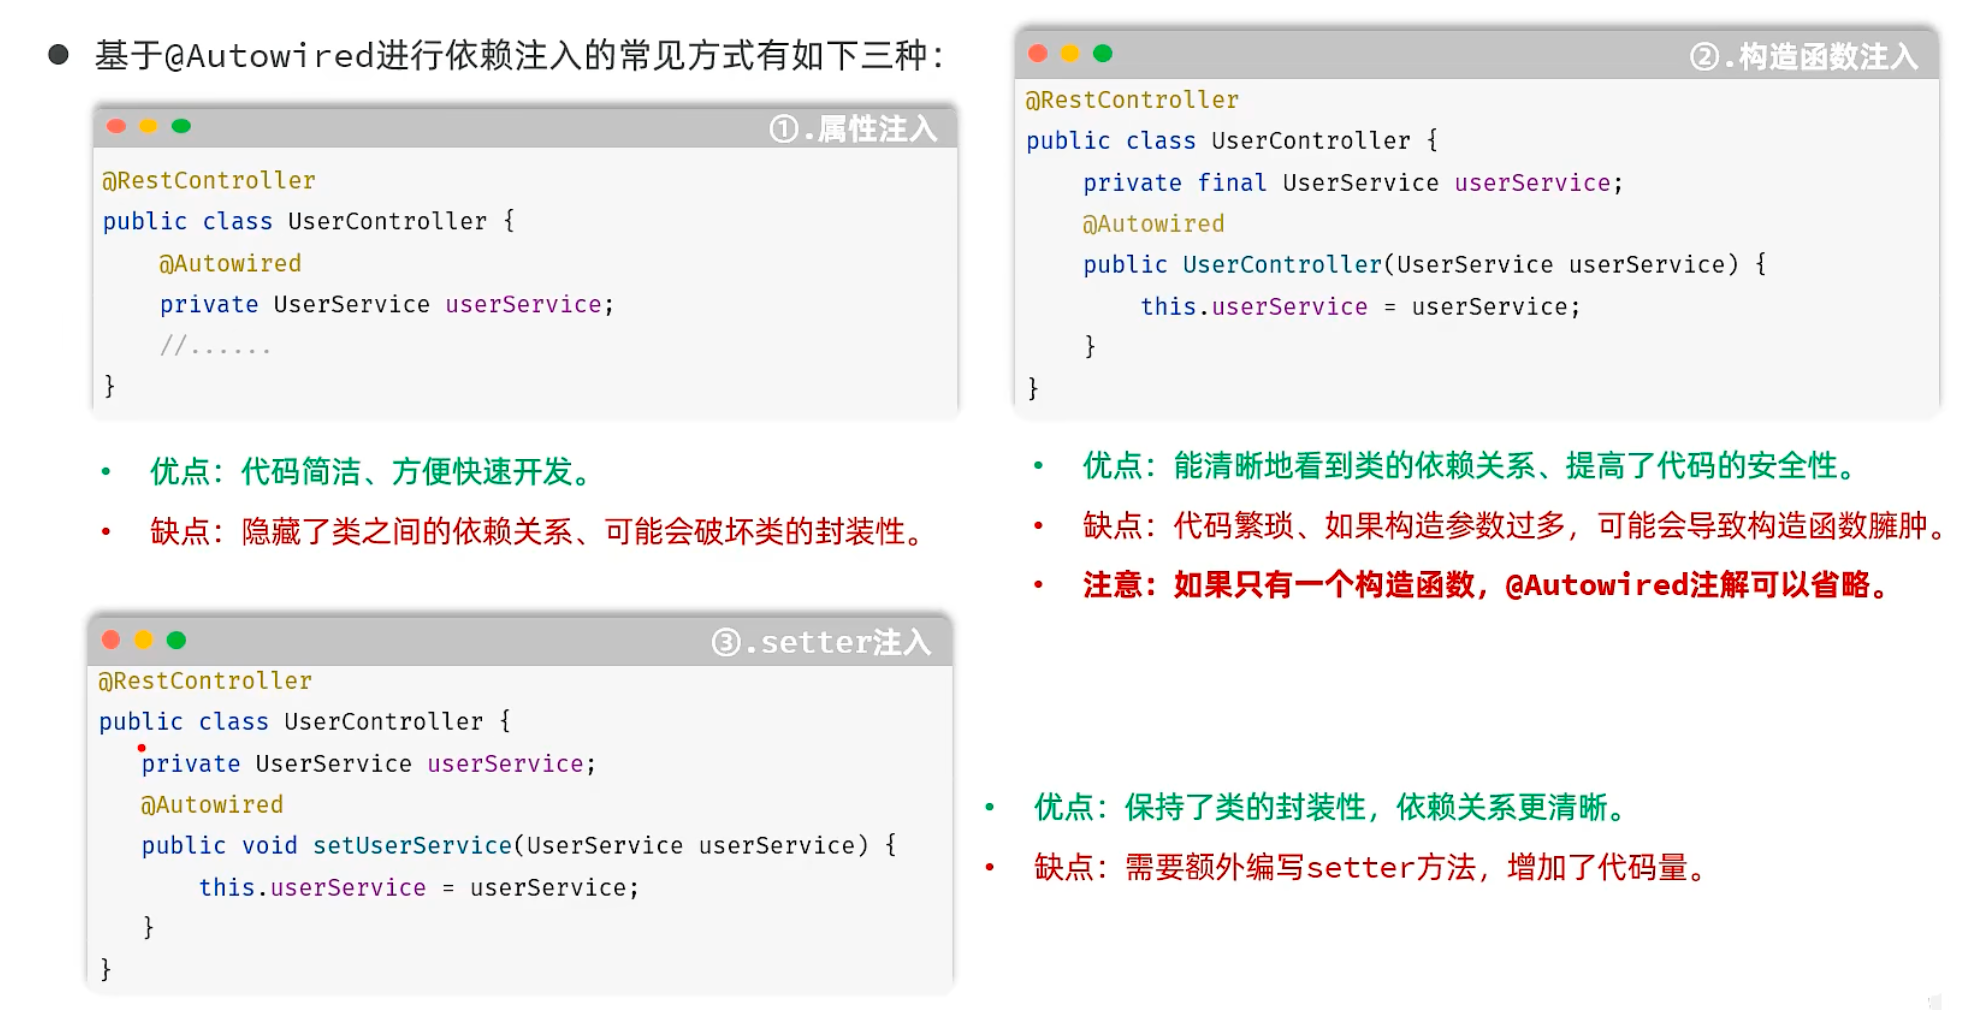 基于@Autowired进行依赖注入的常见方式有如下三种：
①.属性注入
@RestController
public class UserController {
    @Autowired
    private UserService userService;
    //......
}
优点：代码简洁、方便快速开发。
缺点：隐藏了类之间的依赖关系、可能会破坏类的封装性。
②.构造函数注入
@RestController
public class UserController {
    private final UserService userService;
    @Autowired
    public UserController(UserService userService) {
        this.userService = userService;
    }
}
优点：能清晰地看到类的依赖关系、提高了代码的安全性。
缺点：代码繁琐、如果构造参数过多，可能会导致构造函数臃肿。
注意：如果只有一个构造函数，@Autowired注解可以省略。
③.setter注入
@RestController
public class UserController {
    private UserService userService;
    @Autowired
    public void setUserService(UserService userService) {
        this.userService = userService;
    }
}
优点：保持了类的封装性，依赖关系更清晰。
缺点：需要额外编写setter方法，增加了代码量。